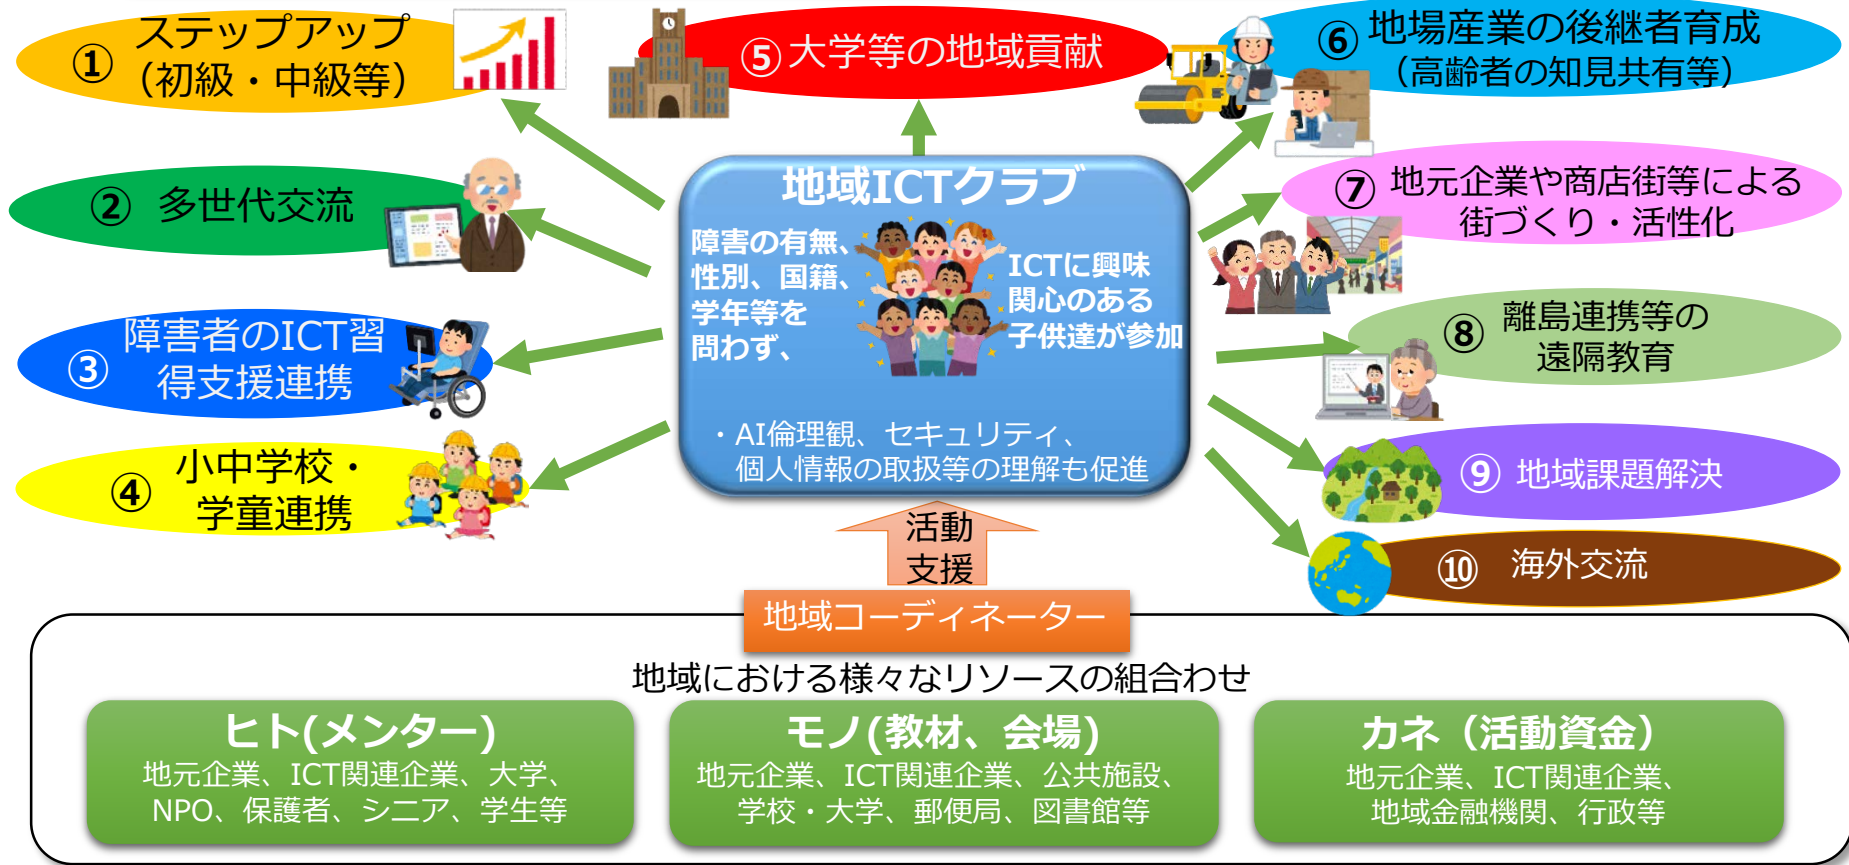 ① ステップアップ
（初級・中級等）
② 多世代交流
③ 障害者のICT習
得支援連携
④ 小中学校・
学童連携
⑤大学等の地域貢献
⑥ 地場産業の後継者育成
（高齢者の知見共有等）
⑦ 地元企業や商店街等による
街づくり・活性化
⑧ 離島連携等の
遠隔教育
⑨ 地域課題解決
⑩ 海外交流
地域ICTクラブ
障害の有無、
性別、国籍、
学年等を
問わず、
ICTに興味
関心のある
子供達が参加
・AI倫理観、セキュリティ、
個人情報の取扱等の理解も促進
活動
支援
地域コーディネーター
地域における様々なリソースの組合わせ
ヒト(メンター)
地元企業、ICT関連企業、大学、
NPO、保護者、シニア、学生等
モノ(教材、会場)
地元企業、ICT関連企業、公共施設、
学校・大学、郵便局、図書館等
カネ（活動資金）
地元企業、ICT関連企業、
地域金融機関、行政等